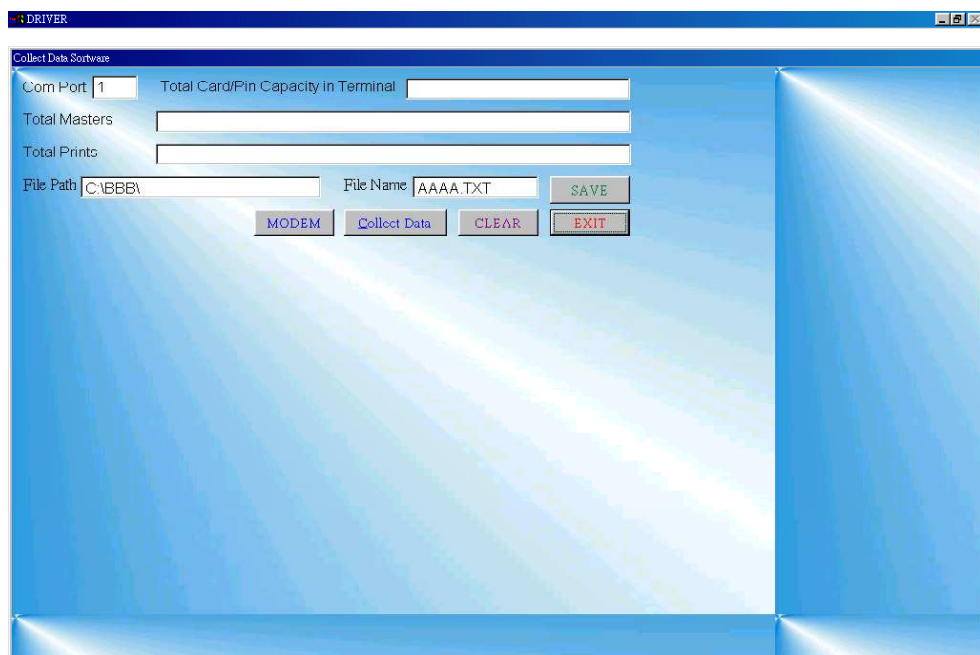 DRIVER
Collect Data Sortware
Com Port 1 Total Card/Pin Capacity in Terminal
Total Masters
Total Prints
File Path C:\BBB\ File Name AAAA.TXT SAVE
MODEM Collect Data CLEAR EXIT